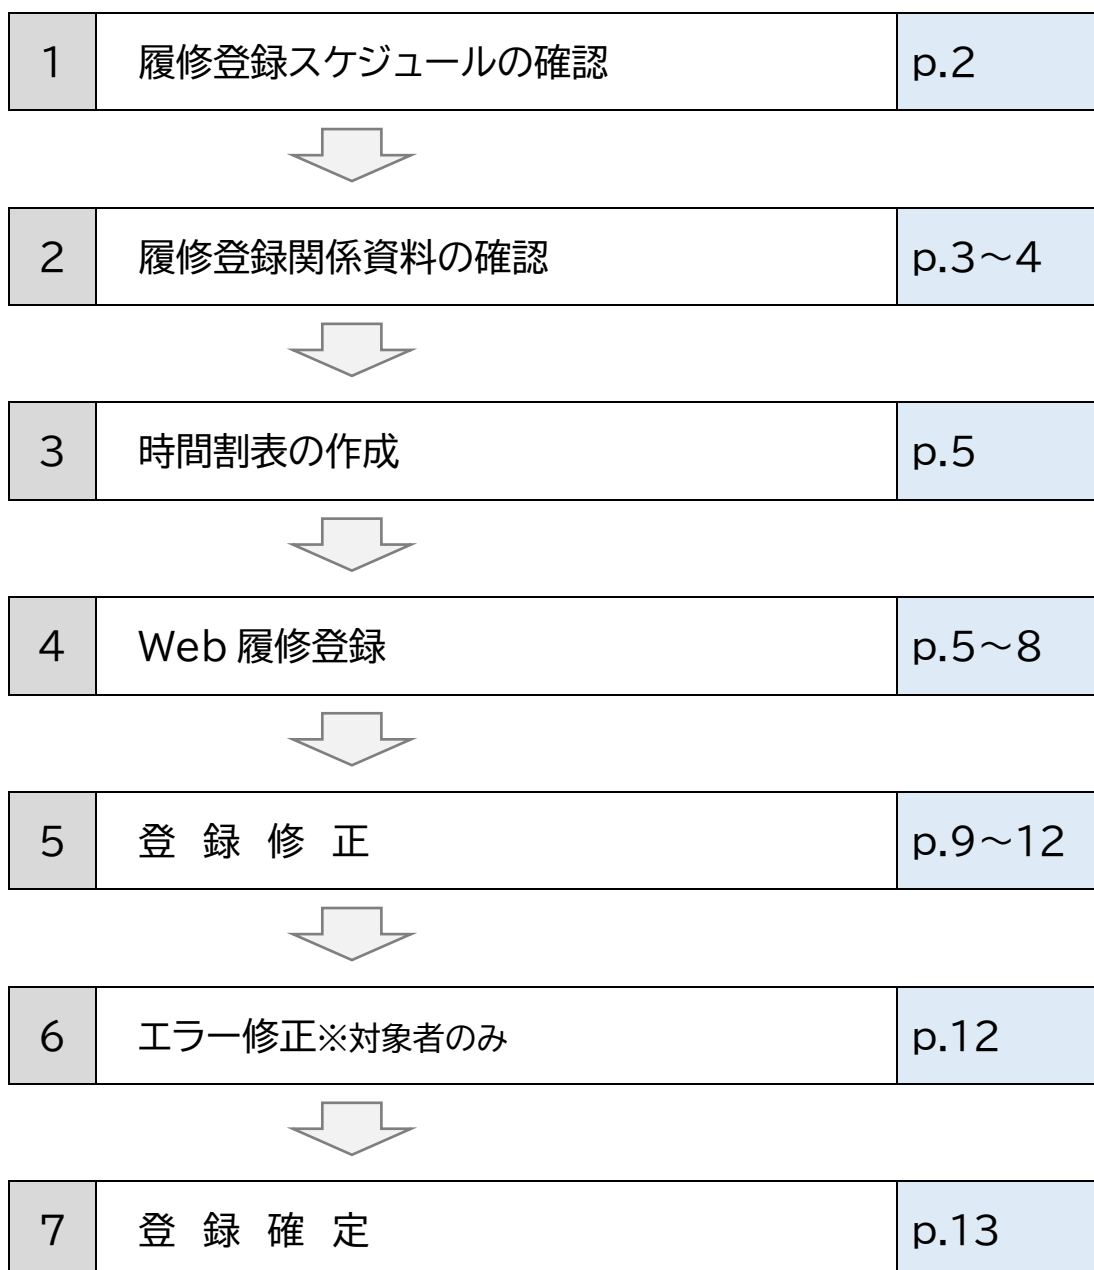 1 履修登録スケジュールの確認 p.2
2 履修登録関係資料の確認 p.3～4
3 時間割表の作成 p.5
4 Web 履修登録 p.5～8
5 登 録 修 正 p.9～12
6 エラー修正※対象者のみ p.12
7 登 録 確 定 p.13